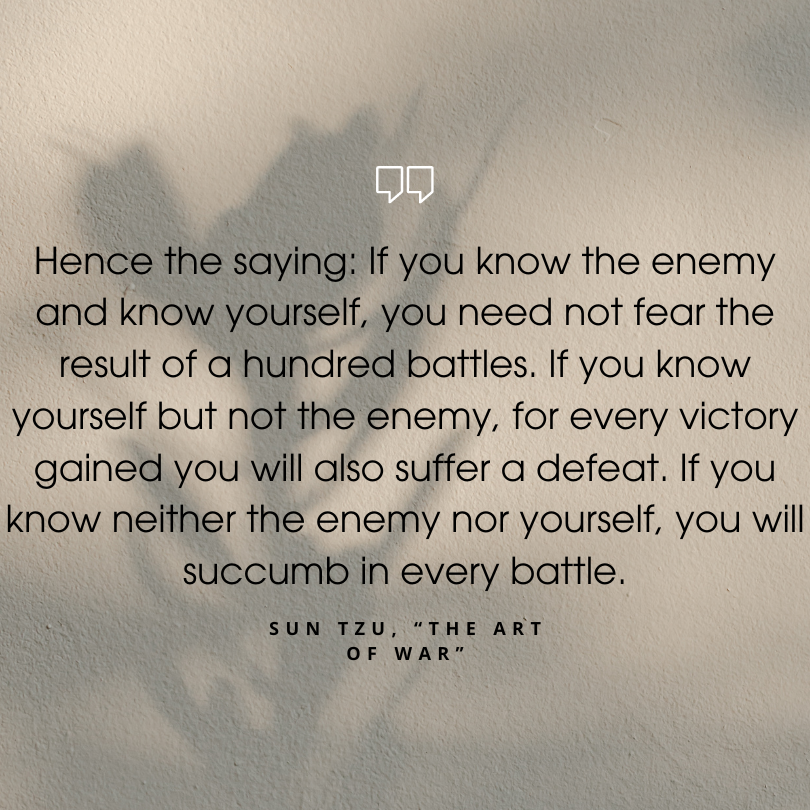 Hence the saying: If you know the enemy
and know yourself, you need not fear the
result of a hundred battles. If you know
yourself but not the enemy, for every victory
gained you will also suffer a defeat. If you
know neither the enemy nor yourself, you will
succumb in every battle.
SUN TZU, “THE ART
OF WAR”